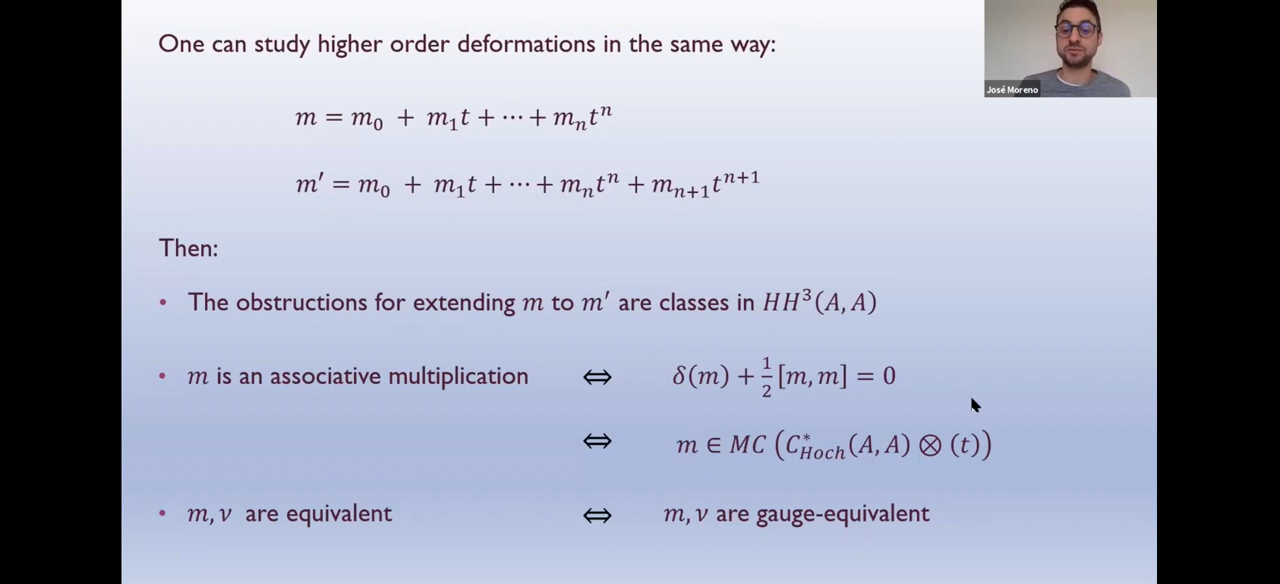 One can study higher order deformations in the same way:
José Moreno
m = m₀ + m₁t + ⋯ + mₙtⁿ
m′ = m₀ + m₁t + ⋯ + mₙtⁿ + mₙ₊₁tⁿ⁺¹
Then:
• The obstructions for extending m to m′ are classes in HH³(A, A)
• m is an associative multiplication ⇔ δ(m) + ½[m, m] = 0
⇔ m ∈ MC (C*_Hoch(A, A) ⊗ (t))
• m, ν are equivalent ⇔ m, ν are gauge-equivalent